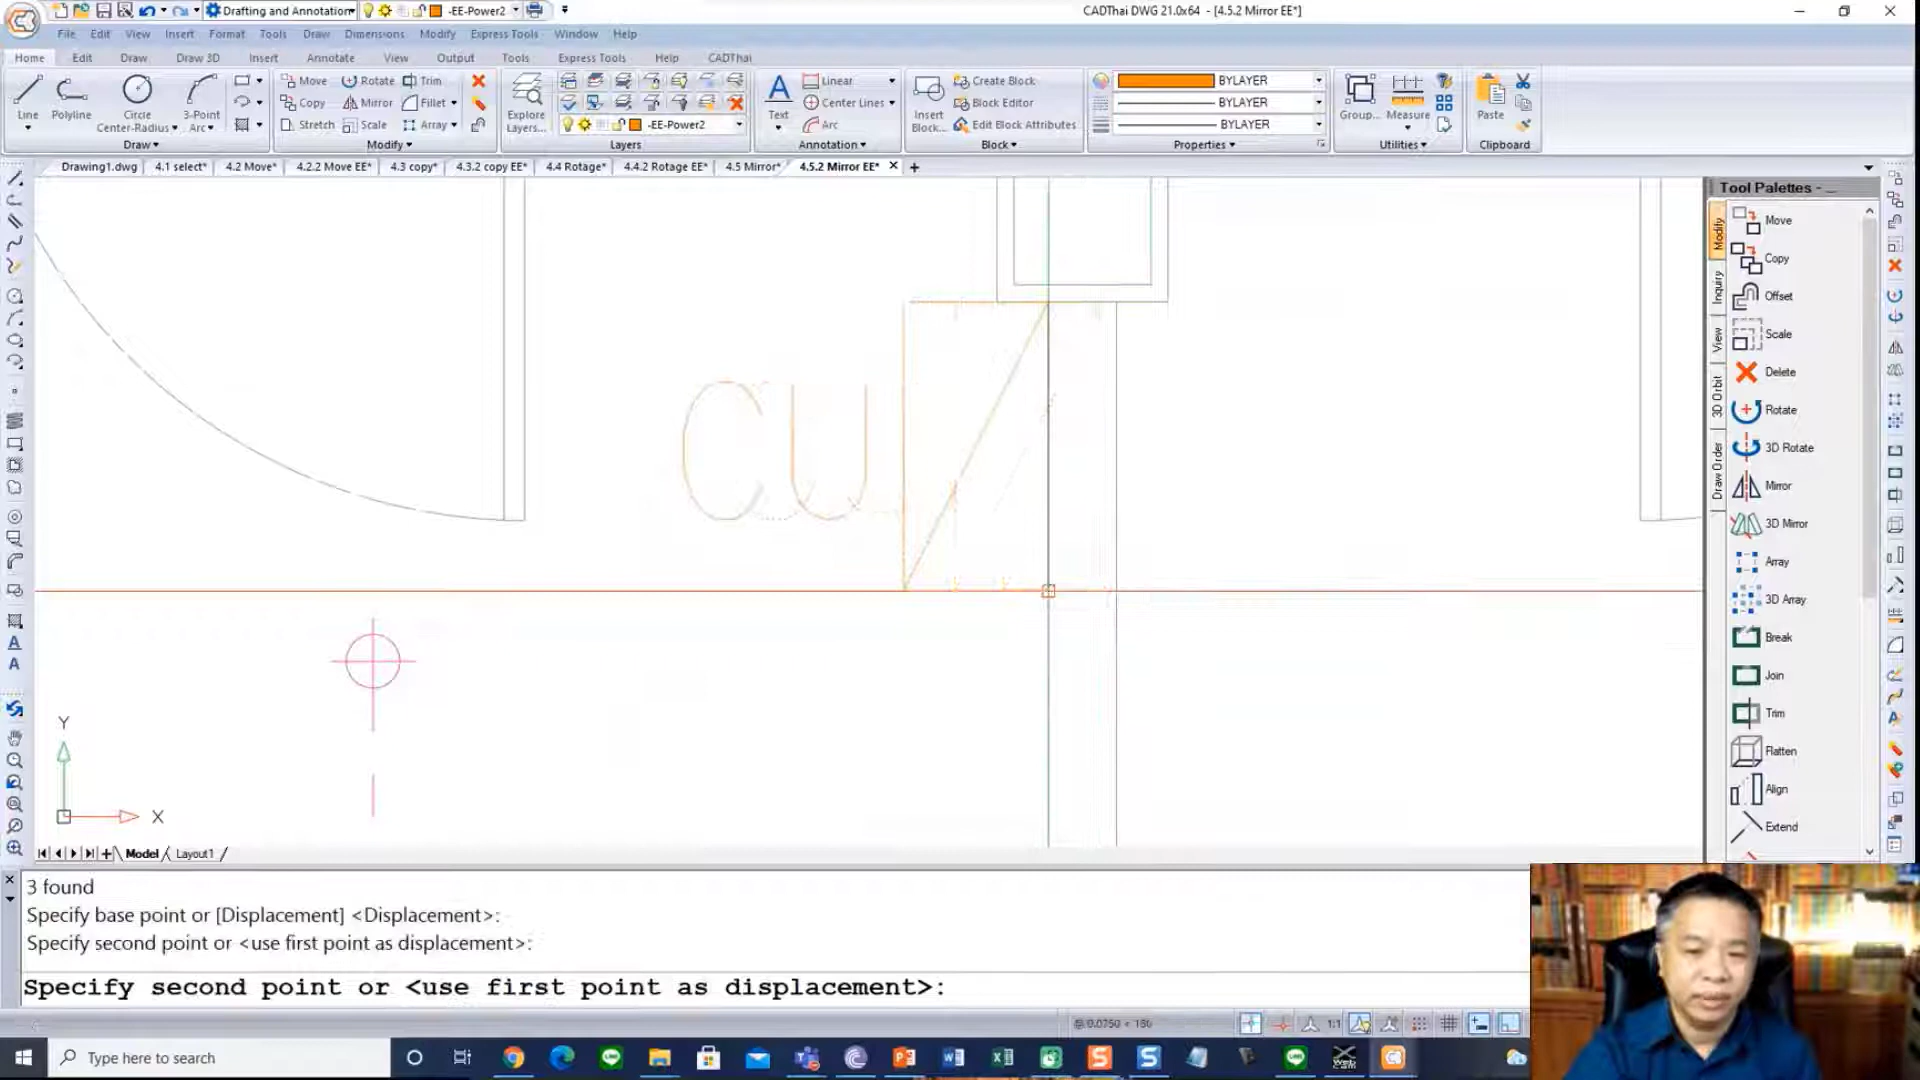 Drafting and Annotation
-EE-Power2
CADThai DWG 21.0x64 - [4.5.2 Mirror EE*]
File Edit View Insert Format Tools Draw Dimensions Modify Express Tools Window Help
Home Edit Draw Draw 3D Insert Annotate View Output Tools Express Tools Help CADThai
Line
Polyline
Circle
Center-Radius
3-Point
Arc
Draw
Move Rotate Trim
Copy Mirror Fillet
Stretch Scale Array
Modify
Explore
Layers...
-EE-Power2
Layers
Text
Linear
Center Lines
Arc
Annotation
Insert
Block...
Create Block
Block Editor
Edit Block Attributes
Block
BYLAYER
BYLAYER
BYLAYER
Properties
Group...
Measure
Utilities
Paste
Clipboard
Drawing1.dwg 4.1 select* 4.2 Move* 4.2.2 Move EE* 4.3 copy* 4.3.2 copy EE* 4.4 Rotage* 4.4.2 Rotage EE* 4.5 Mirror* 4.5.2 Mirror EE*
Tool Palettes - ...
Modify
Inquiry
View
3D Orbit
Draw Order
Move
Copy
Offset
Scale
Delete
Rotate
3D Rotate
Mirror
3D Mirror
Array
3D Array
Break
Join
Trim
Flatten
Align
Extend
CU
Y
X
Model Layout1
3 found
Specify base point or [Displacement] <Displacement>:
Specify second point or <use first point as displacement>:
Specify second point or <use first point as displacement>:
@ 0.0750 < 180
1:1
Type here to search